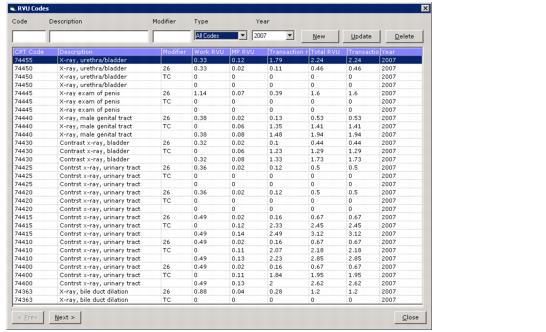 RVU Codes
Code Description Modifier Type Year
All Codes 2007 New Update Delete
CPT Code Description Modifier Work RVU MP RVU Transaction r Total RVU Transactio Year
74455 X-ray, urethra/bladder 0.33 0.12 1.79 2.24 2.24 2007
74450 X-ray, urethra/bladder 26 0.33 0.02 0.11 0.46 0.46 2007
74450 X-ray, urethra/bladder TC 0 0 0 0 0 2007
74450 X-ray, urethra/bladder 0 0 0 0 0 2007
74445 X-ray exam of penis 26 1.14 0.07 0.39 1.6 1.6 2007
74445 X-ray exam of penis TC 0 0 0 0 0 2007
74445 X-ray exam of penis 0 0 0 0 0 2007
74440 X-ray, male genital tract 26 0.38 0.02 0.13 0.53 0.53 2007
74440 X-ray, male genital tract TC 0 0.06 1.35 1.41 1.41 2007
74440 X-ray, male genital tract 0.38 0.08 1.48 1.94 1.94 2007
74430 Contrast x-ray, bladder 26 0.32 0.02 0.1 0.44 0.44 2007
74430 Contrast x-ray, bladder TC 0 0.06 1.23 1.29 1.29 2007
74430 Contrast x-ray, bladder 0.32 0.08 1.33 1.73 1.73 2007
74425 Contrst x-ray, urinary tract 26 0.36 0.02 0.12 0.5 0.5 2007
74425 Contrst x-ray, urinary tract TC 0 0 0 0 0 2007
74425 Contrst x-ray, urinary tract 0 0 0 0 0 2007
74420 Contrst x-ray, urinary tract 26 0.36 0.02 0.12 0.5 0.5 2007
74420 Contrst x-ray, urinary tract TC 0 0 0 0 0 2007
74420 Contrst x-ray, urinary tract 0 0 0 0 0 2007
74415 Contrst x-ray, urinary tract 26 0.49 0.02 0.16 0.67 0.67 2007
74415 Contrst x-ray, urinary tract TC 0 0.12 2.33 2.45 2.45 2007
74415 Contrst x-ray, urinary tract 0.49 0.14 2.49 3.12 3.12 2007
74410 Contrst x-ray, urinary tract 26 0.49 0.02 0.16 0.67 0.67 2007
74410 Contrst x-ray, urinary tract TC 0 0.11 2.07 2.18 2.18 2007
74410 Contrst x-ray, urinary tract 0.49 0.13 2.23 2.85 2.85 2007
74400 Contrst x-ray, urinary tract 26 0.49 0.02 0.16 0.67 0.67 2007
74400 Contrst x-ray, urinary tract TC 0 0.11 1.84 1.95 1.95 2007
74400 Contrst x-ray, urinary tract 0.49 0.13 2 2.62 2.62 2007
74363 X-ray, bile duct dilation 26 0.88 0.04 0.28 1.2 1.2 2007
74363 X-ray, bile duct dilation TC 0 0 0 0 0 2007
< Prev Next > Close